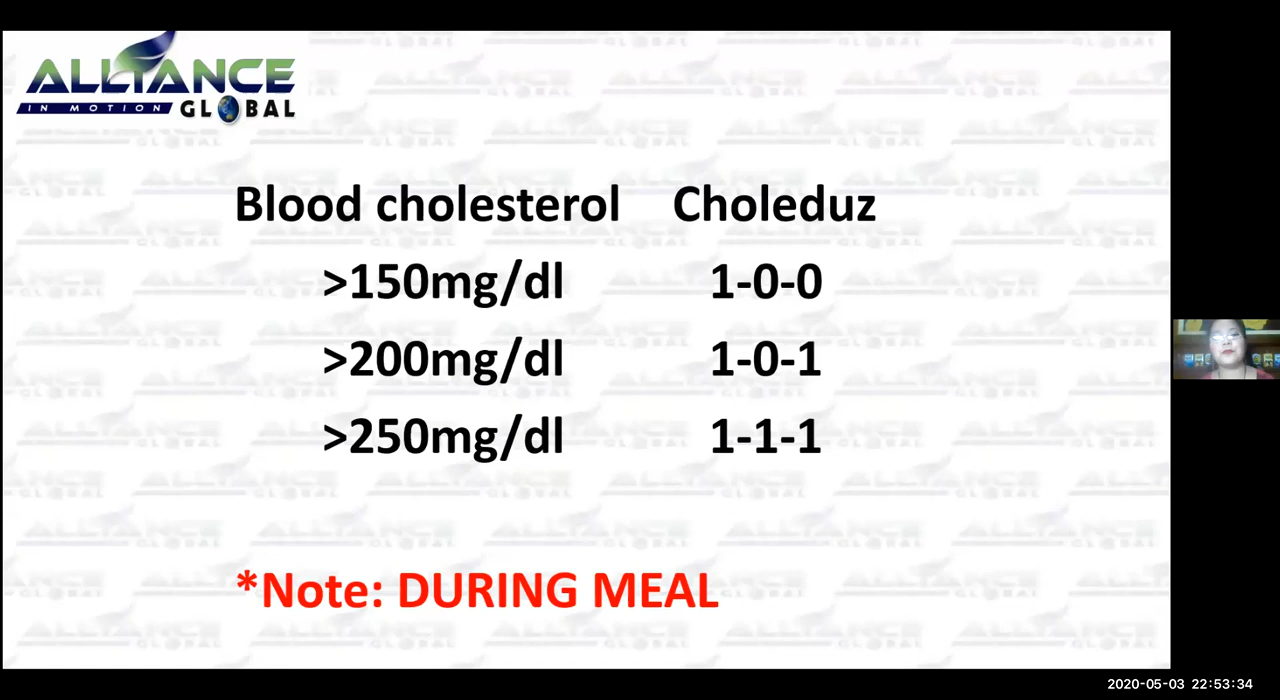 ALLIANCE
IN MOTION GLOBAL
Blood cholesterol Choleduz
>150mg/dl 1-0-0
>200mg/dl 1-0-1
>250mg/dl 1-1-1
*Note: DURING MEAL
2020-05-03 22:53:34